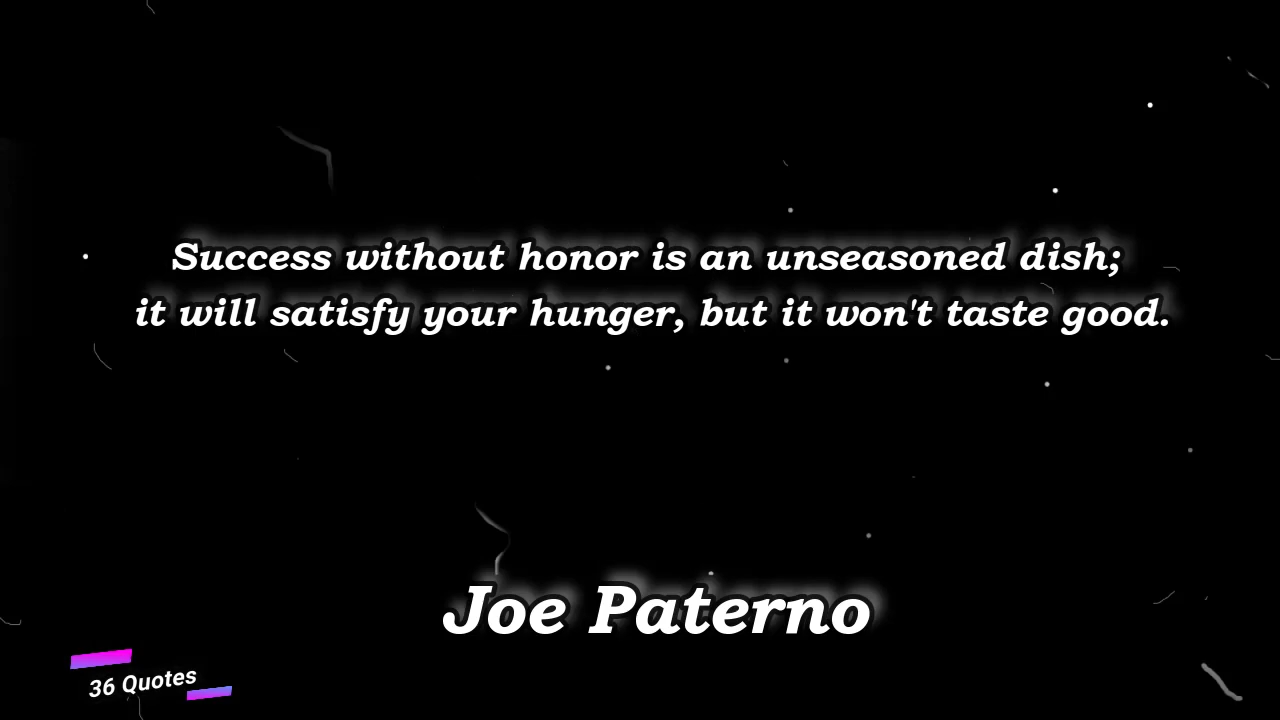 Success without honor is an unseasoned dish;
it will satisfy your hunger, but it won't taste good.
Joe Paterno
36 Quotes